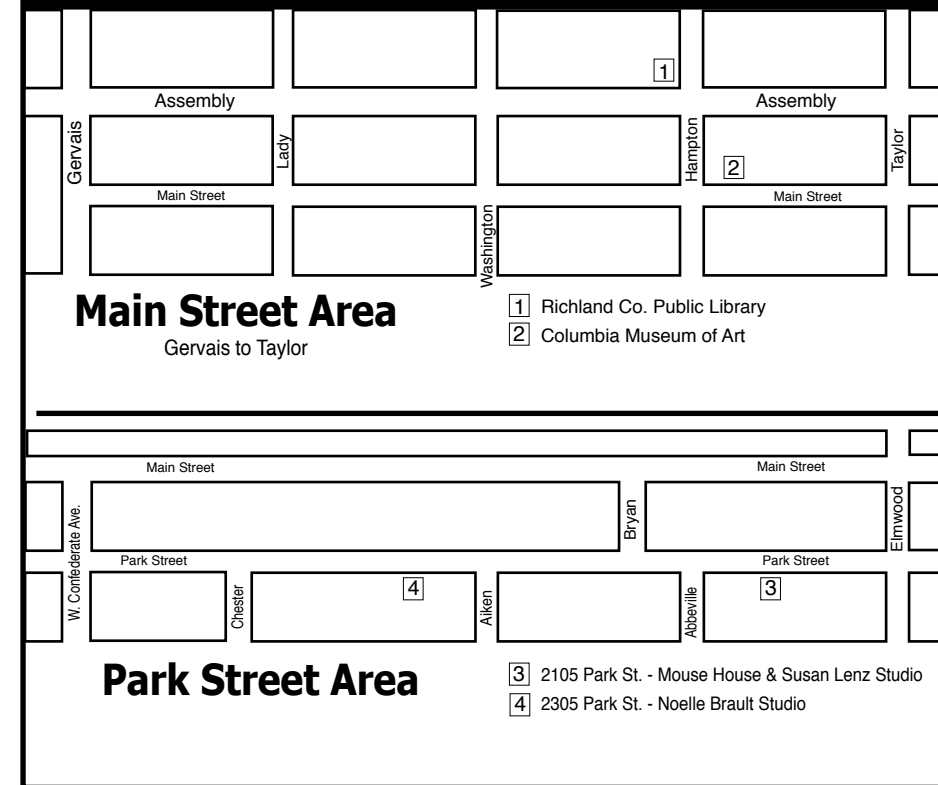 1
Assembly
Assembly
Gervais
Lady
Hampton
Taylor
2
Main Street
Main Street
Washington
Main Street Area
Gervais to Taylor
1 Richland Co. Public Library
2 Columbia Museum of Art
Main Street
Main Street
W. Confederate Ave.
Bryan
Elmwood
Park Street
Park Street
Chester
4
Aiken
Abbeville
3
Park Street Area
3 2105 Park St. - Mouse House & Susan Lenz Studio
4 2305 Park St. - Noelle Brault Studio